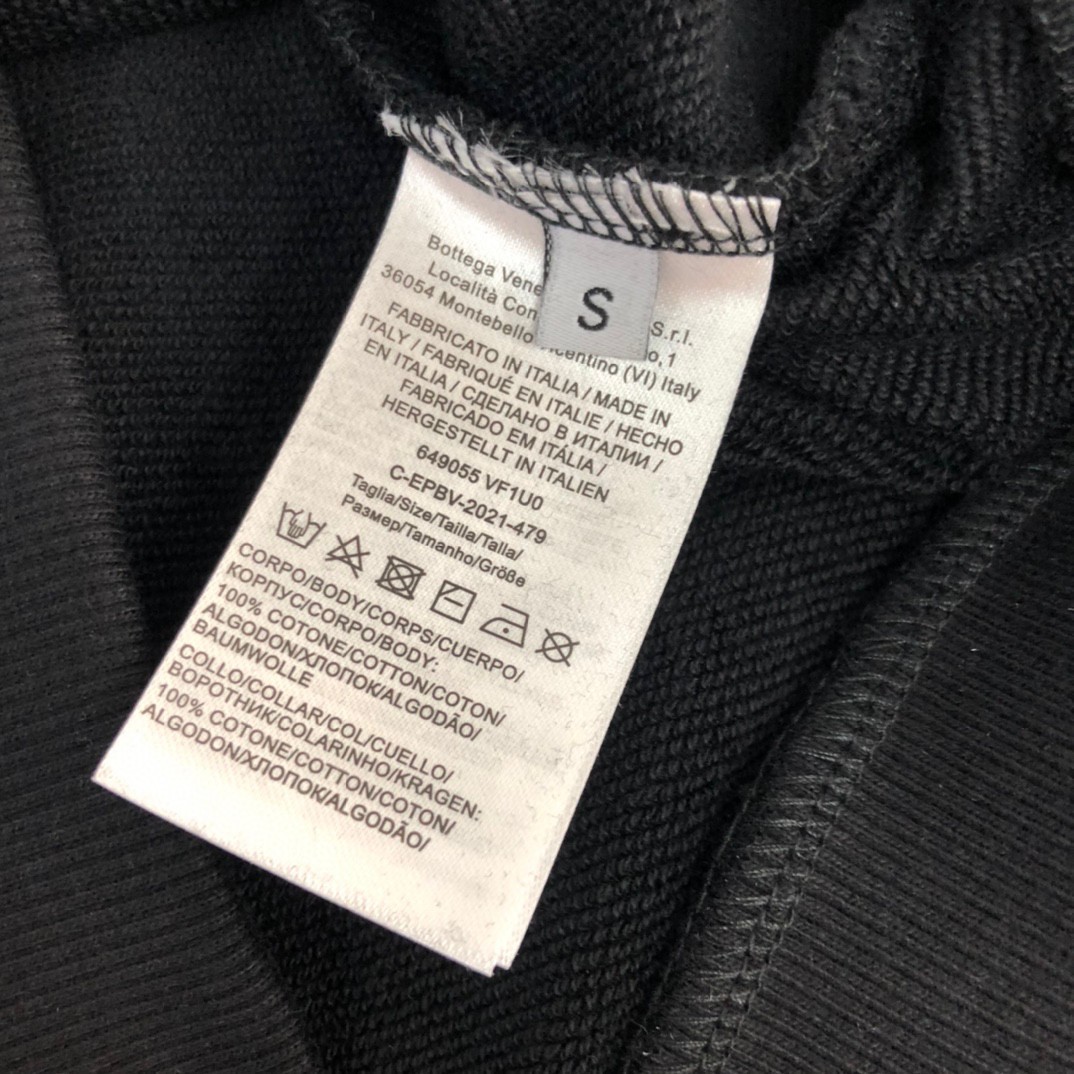 Bottega Vene
Località Con
S.r.l.
36054 Montebello
o, 1
icentino (VI) Italy
S
FABBRICATO IN ITALIA / MADE IN
ITALY / FABRIQUÉ EN ITALIE / HECHO
EN ITALIA / СДЕЛАНО В ИТАЛИИ /
FABRICADO EM ITÁLIA /
HERGESTELLT IN ITALIEN
649055 VF1U0
C-EPBV-2021-479
Taglia/Size/Taille/Talla/
Размер/Tamanho/Größe
CORPO/BODY/CORPS/CUERPO/
КОРПУС/CORPO/BODY:
100% COTONE/COTTON/COTON/
ALGODON/ХЛОПОК/ALGODÃO/
BAUMWOLLE
COLLO/COLLAR/COL/CUELLO/
ВОРОТНИК/COLARINHO/KRAGEN:
100% COTONE/COTTON/COTON/
ALGODON/ХЛОПОК/ALGODÃO/